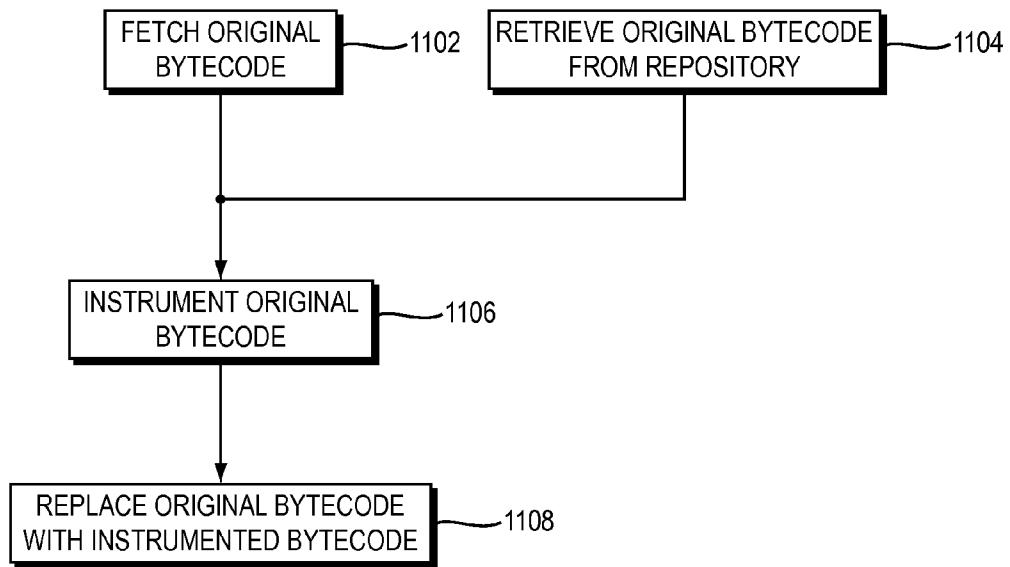 FETCH ORIGINAL
BYTECODE
1102
RETRIEVE ORIGINAL BYTECODE
FROM REPOSITORY
1104
INSTRUMENT ORIGINAL
BYTECODE
1106
REPLACE ORIGINAL BYTECODE
WITH INSTRUMENTED BYTECODE
1108